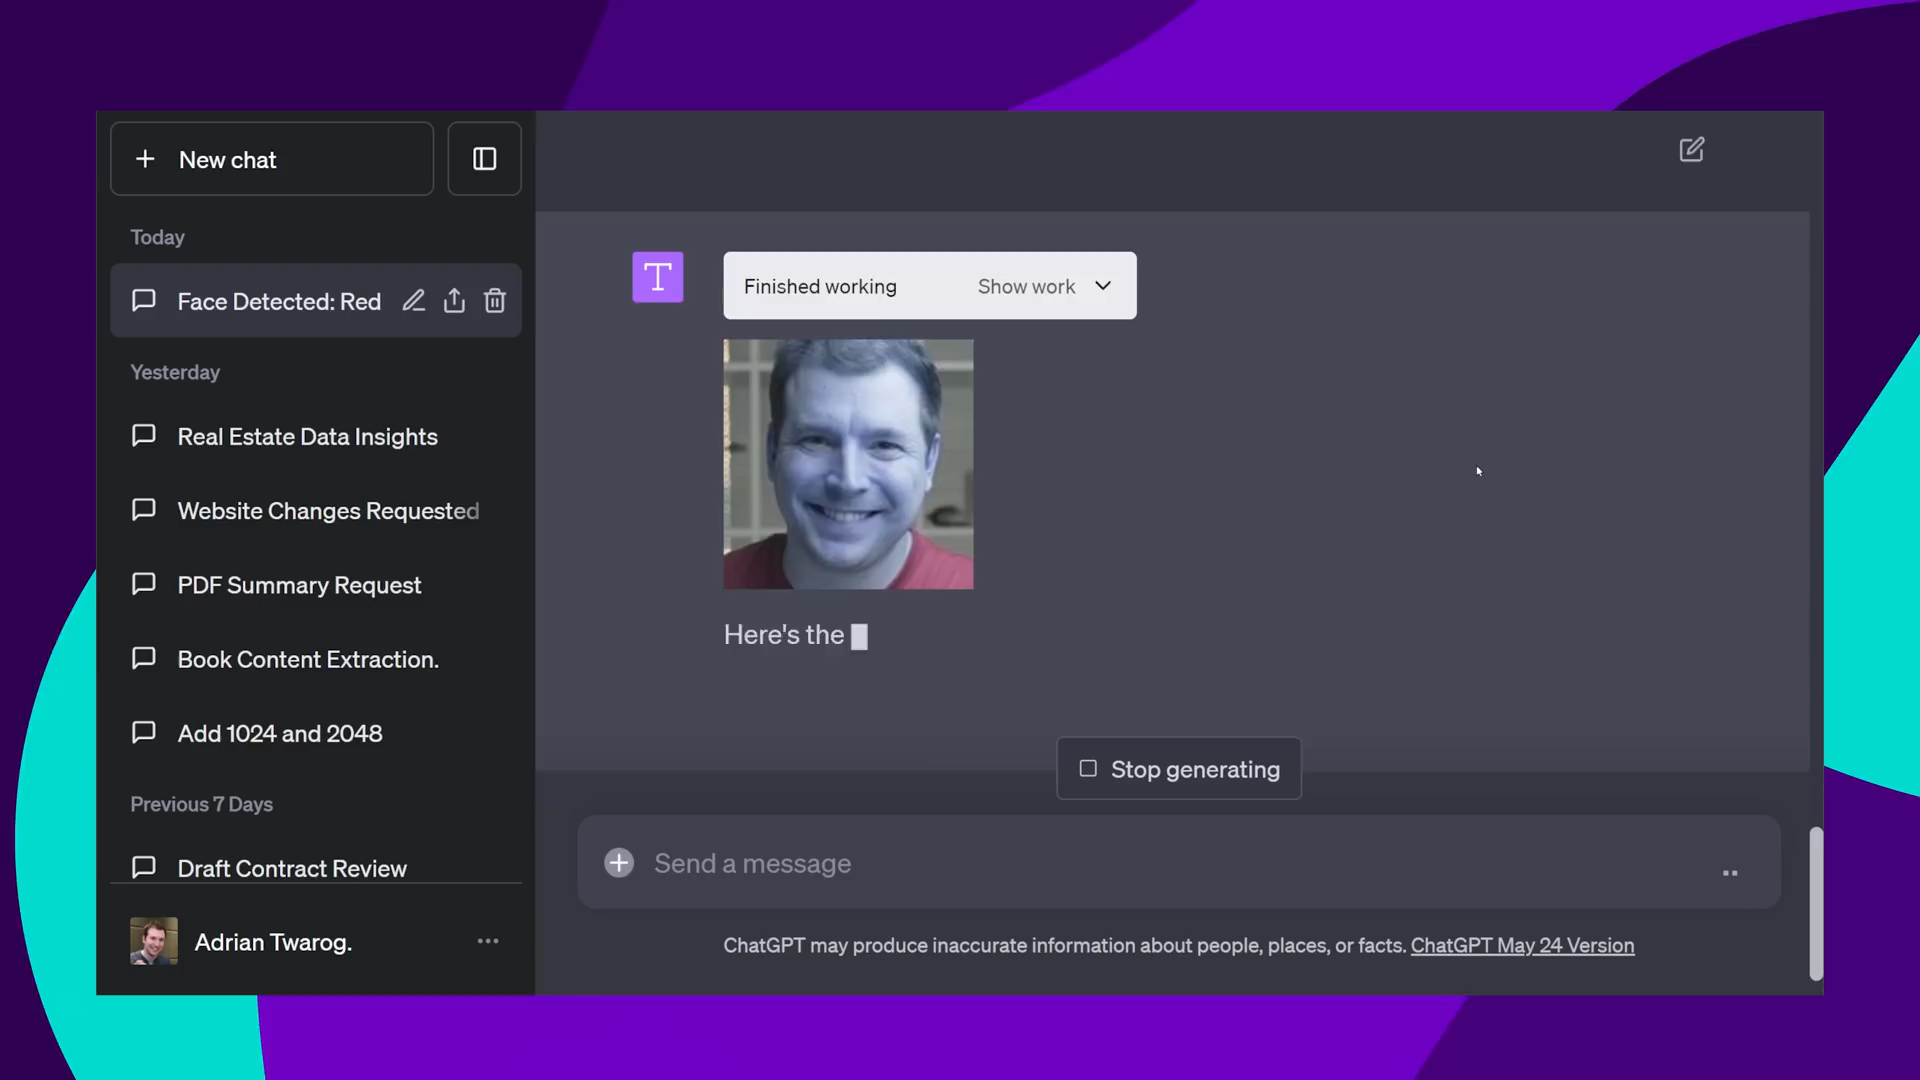 New chat
Today
Face Detected: Red
Yesterday
Real Estate Data Insights
Website Changes Requested
PDF Summary Request
Book Content Extraction.
Add 1024 and 2048
Previous 7 Days
Draft Contract Review
Adrian Twarog.
T
Finished working Show work
Here's the
Stop generating
Send a message
ChatGPT may produce inaccurate information about people, places, or facts. ChatGPT May 24 Version